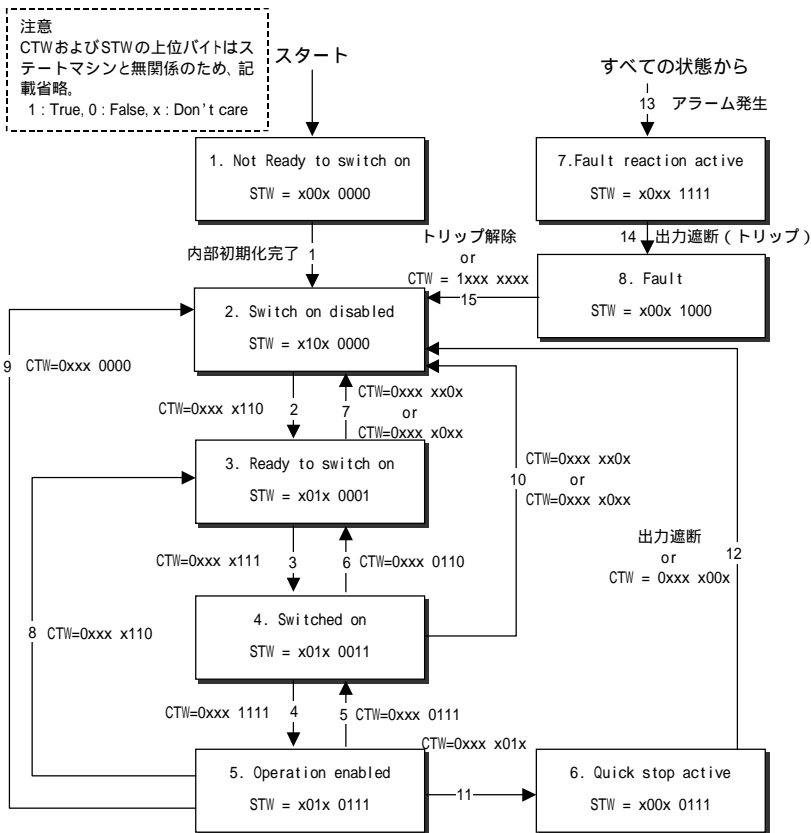 注意
CTWおよびSTWの上位バイトはス
テートマシンと無関係のため、記
載省略。
1 : True, 0 : False, x : Don't care
スタート
すべての状態から
13 アラーム発生
1. Not Ready to switch on
STW = x00x 0000
7.Fault reaction active
STW = x0xx 1111
内部初期化完了 1
トリップ解除
or
CTW = 1xxx xxxx
15
14 出力遮断（トリップ）
8. Fault
STW = x00x 1000
2. Switch on disabled
STW = x10x 0000
9 CTW=0xxx 0000
CTW=0xxx x110 2
7 CTW=0xxx xx0x
or
CTW=0xxx x0xx
3. Ready to switch on
STW = x01x 0001
10 CTW=0xxx xx0x
or
CTW=0xxx x0xx
CTW=0xxx x111 3
6 CTW=0xxx 0110
出力遮断
or
CTW = 0xxx x00x
12
4. Switched on
STW = x01x 0011
8 CTW=0xxx x110
CTW=0xxx 1111 4
5 CTW=0xxx 0111
CTW=0xxx x01x
11
5. Operation enabled
STW = x01x 0111
6. Quick stop active
STW = x00x 0111